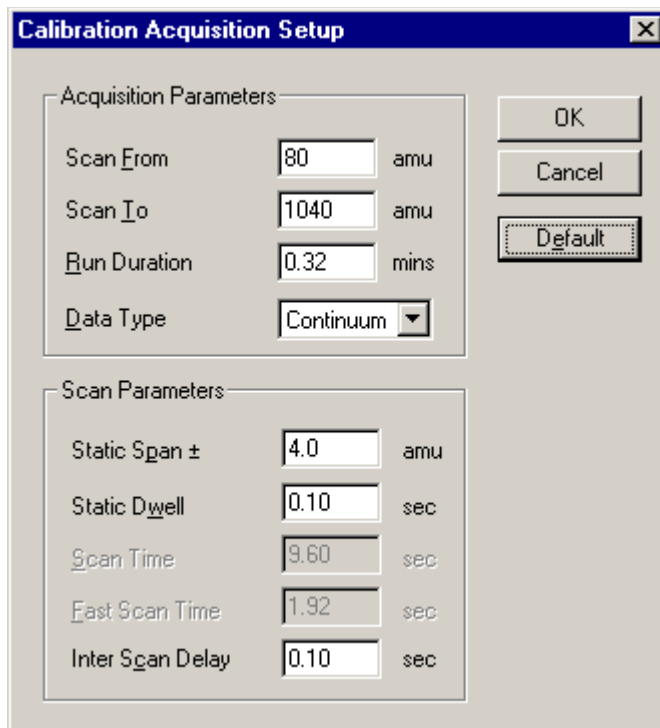 Calibration Acquisition Setup
Acquisition Parameters
Scan From 80 amu
Scan To 1040 amu
Run Duration 0.32 mins
Data Type Continuum
OK
Cancel
Default
Scan Parameters
Static Span ± 4.0 amu
Static Dwell 0.10 sec
Scan Time 9.60 sec
Fast Scan Time 1.92 sec
Inter Scan Delay 0.10 sec